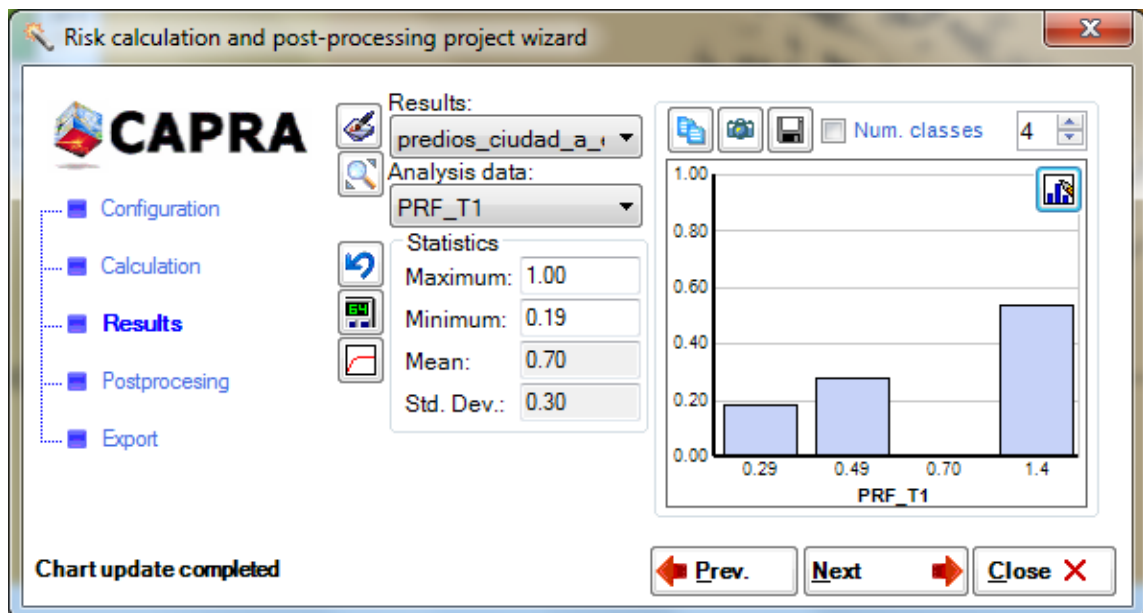 Risk calculation and post-processing project wizard
X
CAPRA
Configuration
Calculation
Results
Postprocesing
Export
Results:
predios_ciudad_a_
Analysis data:
PRF_T1
Statistics
Maximum: 1.00
Minimum: 0.19
Mean: 0.70
Std. Dev.: 0.30
64
Num. classes 4
1.00
0.80
0.60
0.40
0.20
0.00
0.29 0.49 0.70 1.4
PRF_T1
Chart update completed
Prev. Next Close